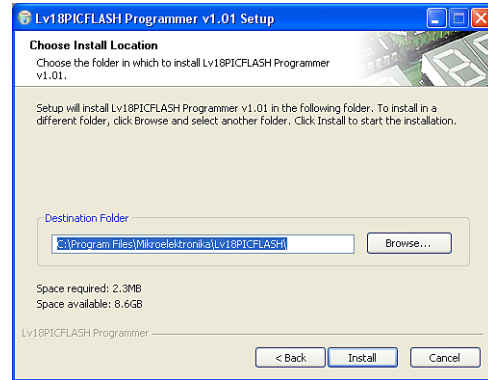 Lv18PICFLASH Programmer v1.01 Setup
Choose Install Location
Choose the folder in which to install Lv18PICFLASH Programmer
v1.01.
Setup will install Lv18PICFLASH Programmer v1.01 in the following folder. To install in a
different folder, click Browse and select another folder. Click Install to start the installation.
Destination Folder
C:\Program Files\Mikroelektronika\Lv18PICFLASH\
Browse...
Space required: 2.3MB
Space available: 8.6GB
Lv18PICFLASH Programmer
< Back Install Cancel